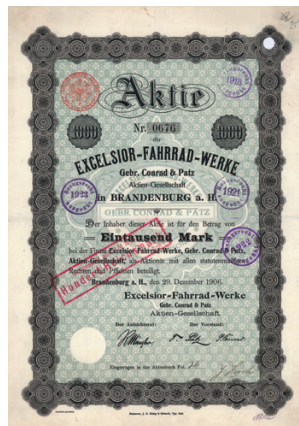 Aktie
1000 Nr. 0676 1000
der
EXCELSIOR-FAHRRAD-WERKE
Gebr. Conrad & Patz
Aktien-Gesellschaft
in BRANDENBURG a. H.
GEBR. CONRAD & PATZ
Der Inhaber dieser Aktie ist für den Betrag von
Eintausend Mark
bei der Firma Excelsior-Fahrrad-Werke, Gebr. Conrad & Patz,
Aktien-Gesellschaft, als Aktionär mit allen statutenmäßigen
Rechten und Pflichten beteiligt.
Brandenburg a. H., den 29. Dezember 1906.
Excelsior-Fahrrad-Werke
Gebr. Conrad & Patz
Aktien-Gesellschaft.
Der Aufsichtsrat: Der Vorstand:
Eingetragen in das Aktienbuch Fol.
1923
1921